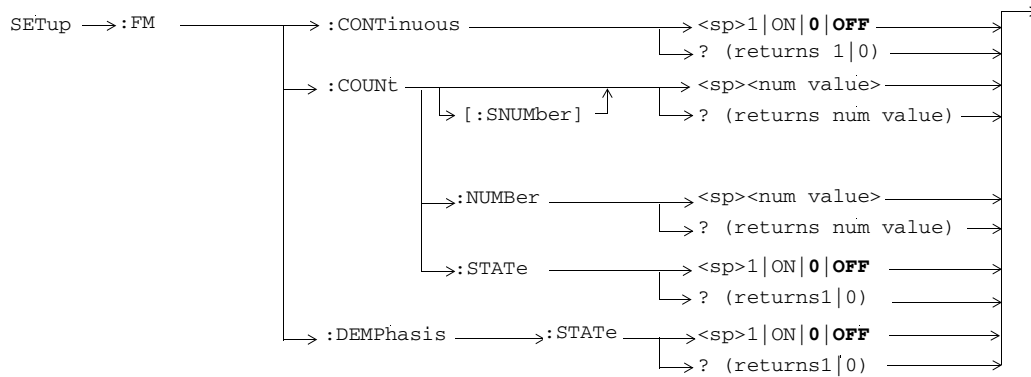 SETup :FM :CONTinuous <sp>1|ON|0|OFF
? (returns 1|0)
:COUNt <sp><num value>
[:SNUMber] ? (returns num value)
:NUMBer <sp><num value>
? (returns num value)
:STATe <sp>1|ON|0|OFF
? (returns1|0)
:DEMPhasis :STATe <sp>1|ON|0|OFF
? (returns1|0)